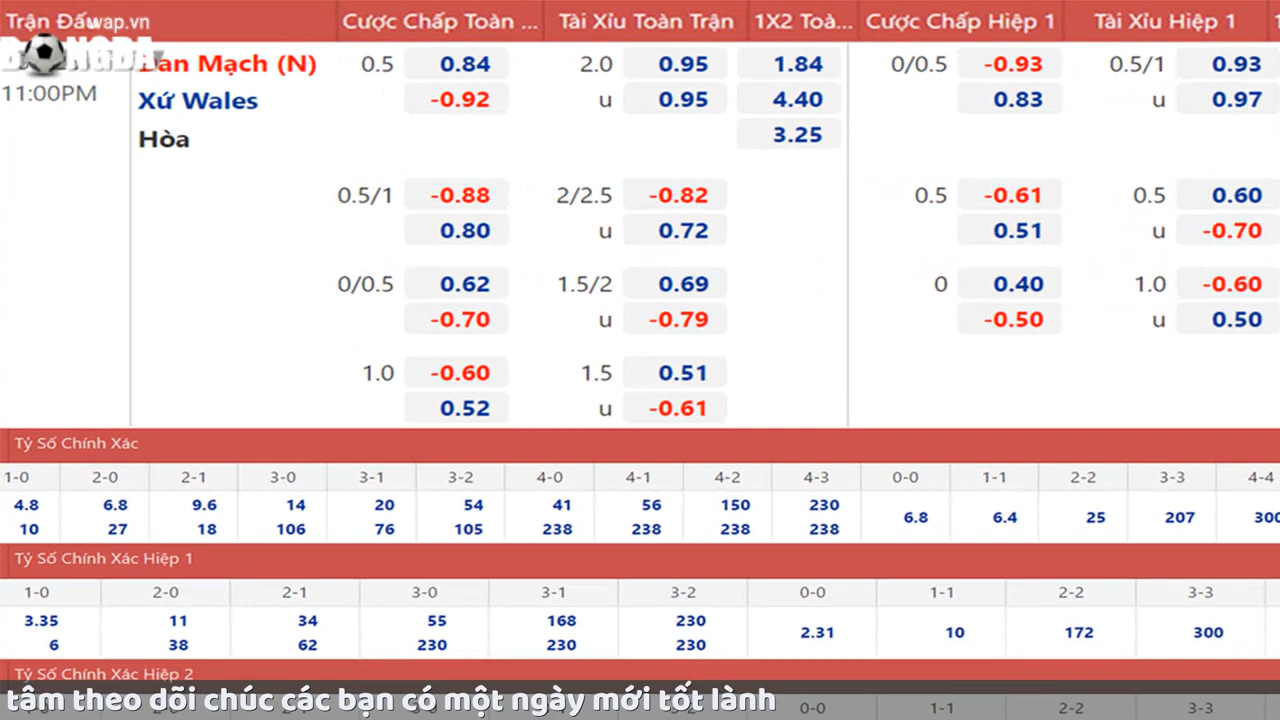 Trận Đấu wap.vn Cược Chấp Toàn ... Tài Xỉu Toàn Trận 1X2 Toà... Cược Chấp Hiệp 1 Tài Xỉu Hiệp 1
BONGDA
Đan Mạch (N) 0.5 0.84 2.0 0.95 1.84 0/0.5 -0.93 0.5/1 0.93
11:00PM Xứ Wales -0.92 u 0.95 4.40 0.83 u 0.97
Hòa 3.25
0.5/1 -0.88 2/2.5 -0.82 0.5 -0.61 0.5 0.60
0.80 u 0.72 0.51 u -0.70
0/0.5 0.62 1.5/2 0.69 0 0.40 1.0 -0.60
-0.70 u -0.79 -0.50 u 0.50
1.0 -0.60 1.5 0.51
0.52 u -0.61
Tỷ Số Chính Xác
1-0 2-0 2-1 3-0 3-1 3-2 4-0 4-1 4-2 4-3 0-0 1-1 2-2 3-3 4-4
4.8 6.8 9.6 14 20 54 41 56 150 230 6.8 6.4 25 207 300
10 27 18 106 76 105 238 238 238 238
Tỷ Số Chính Xác Hiệp 1
1-0 2-0 2-1 3-0 3-1 3-2 0-0 1-1 2-2 3-3
3.35 11 34 55 168 230 2.31 10 172 300
6 38 62 230 230 230
Tỷ Số Chính Xác Hiệp 2
0-0 1-1 2-2 3-3
tâm theo dõi chúc các bạn có một ngày mới tốt lành